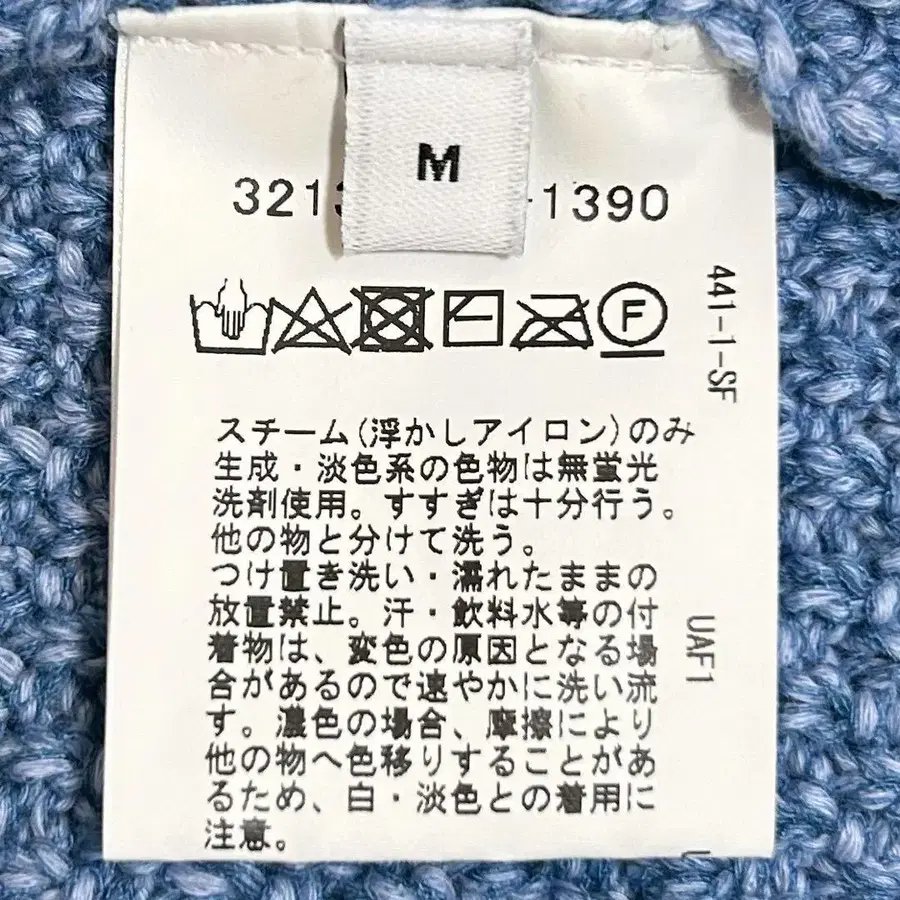 M
321
-1390
F
441-1-SF
スチーム(浮かしアイロン)のみ
生成・淡色系の色物は無蛍光
洗剤使用。すすぎは十分行う。
他の物と分けて洗う。
つけ置き洗い・濡れたままの
放置禁止。汗・飲料水等の付
着物は、変色の原因となる場
合があるので速やかに洗い流
す。濃色の場合、摩擦により
他の物へ色移りすることがあ
るため、白・淡色との着用に
注意。
UAF1